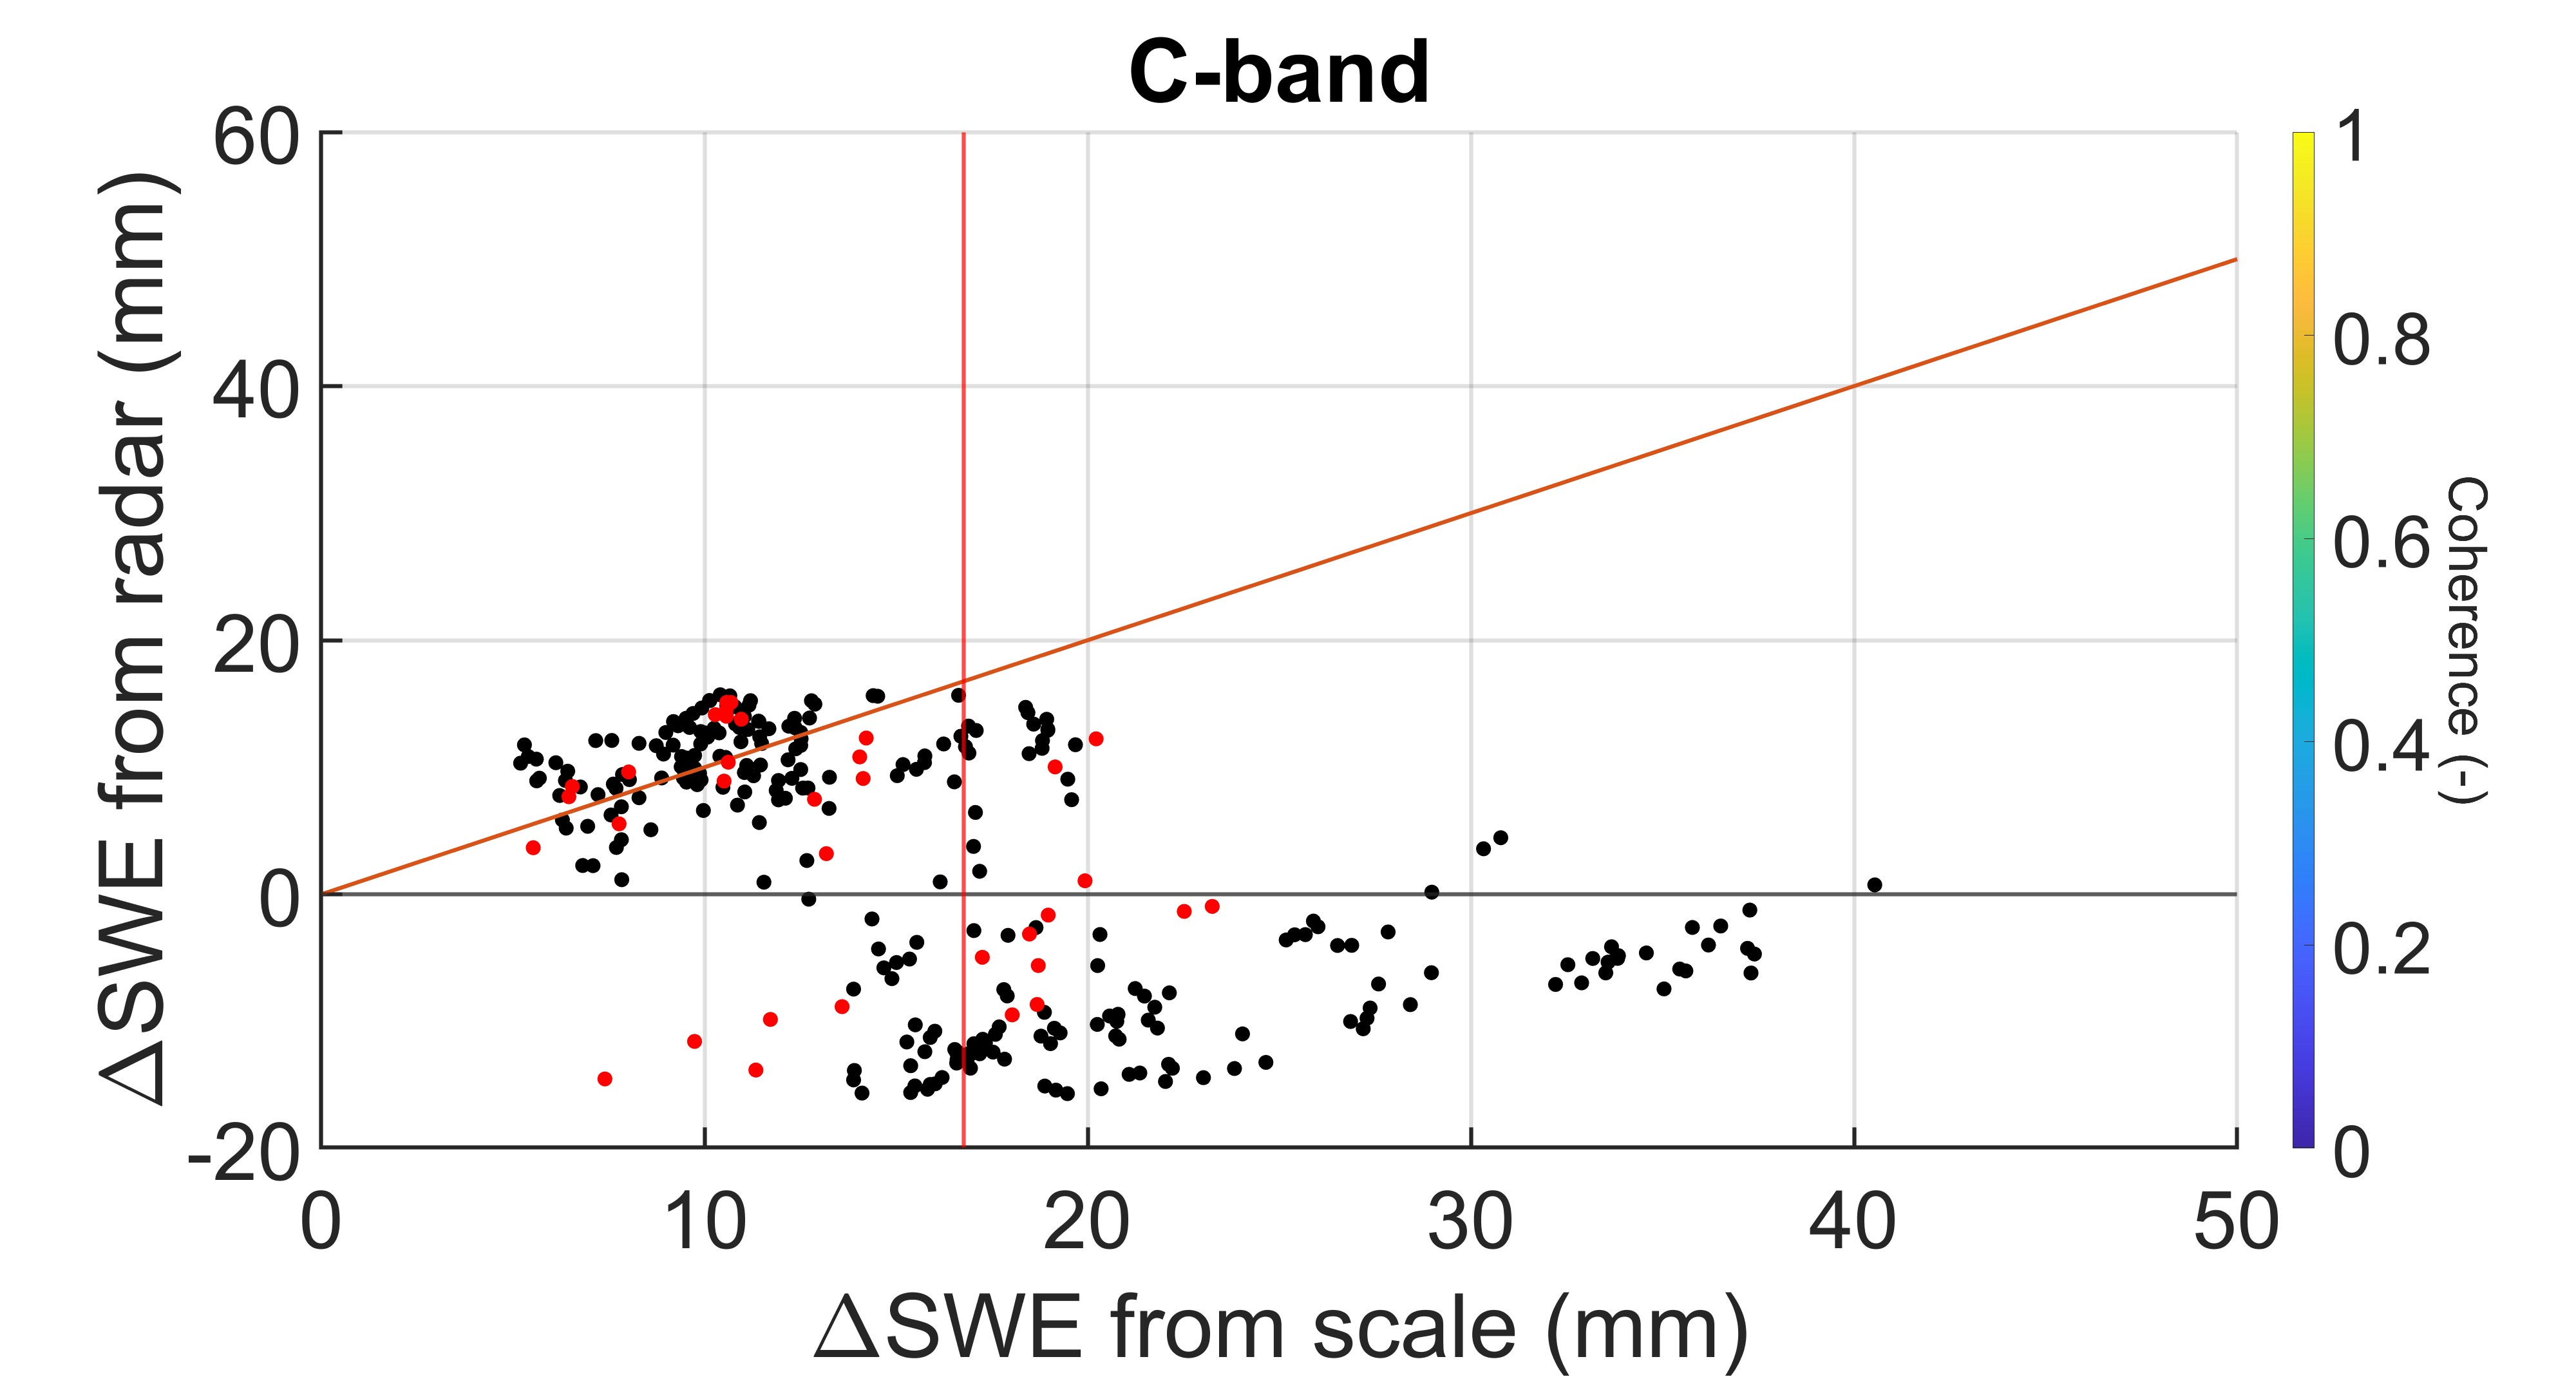 C-band
60
40
20
0
-20
ΔSWE from radar (mm)
0 10 20 30 40 50
ΔSWE from scale (mm)
1
0.8
0.6
0.4
0.2
0
Coherence (-)